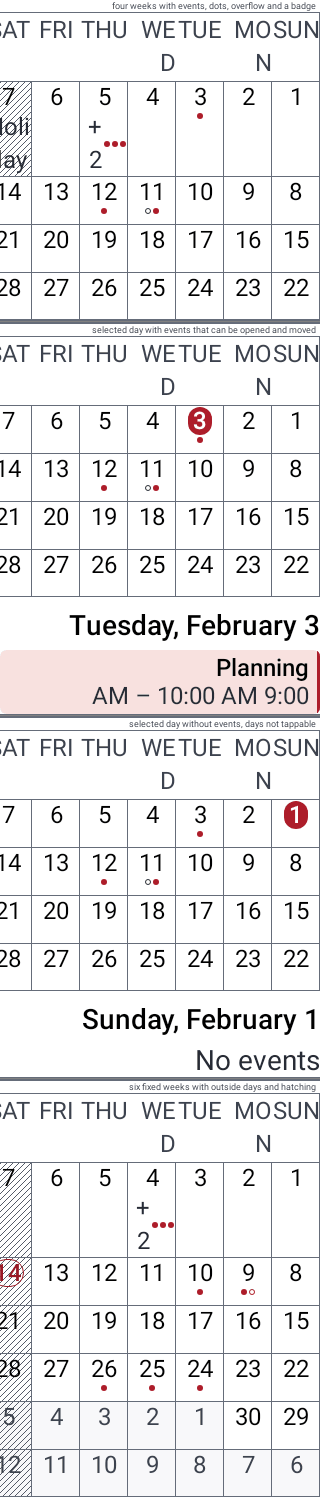 four weeks with events, dots, overflow and a badge
SAT FRI THU WE TUE MO SUN
D N
7 6 5 4 3 2 1
Holi +
day 2
14 13 12 11 10 9 8
21 20 19 18 17 16 15
28 27 26 25 24 23 22
selected day with events that can be opened and moved
SAT FRI THU WE TUE MO SUN
D N
7 6 5 4 3 2 1
14 13 12 11 10 9 8
21 20 19 18 17 16 15
28 27 26 25 24 23 22
Tuesday, February 3
Planning
AM – 10:00 AM 9:00
selected day without events, days not tappable
SAT FRI THU WE TUE MO SUN
D N
7 6 5 4 3 2 1
14 13 12 11 10 9 8
21 20 19 18 17 16 15
28 27 26 25 24 23 22
Sunday, February 1
No events
six fixed weeks with outside days and hatching
SAT FRI THU WE TUE MO SUN
D N
7 6 5 4 3 2 1
+
2
14 13 12 11 10 9 8
21 20 19 18 17 16 15
28 27 26 25 24 23 22
5 4 3 2 1 30 29
12 11 10 9 8 7 6